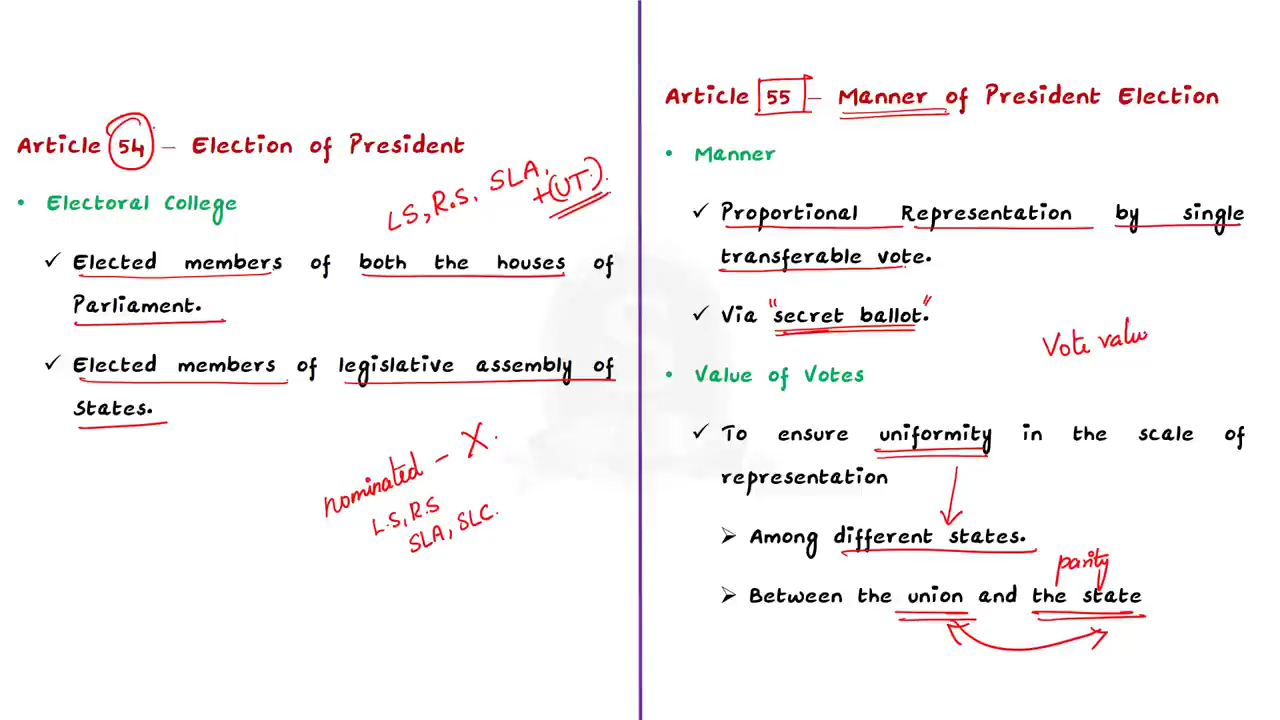 Article 54 – Election of President
• Electoral College
LS, R.S, SLA,
+(UT).
✓ Elected members of both the houses of
Parliament.
✓ Elected members of legislative assembly of
States.
nominated – X.
L.S, R.S
SLA, SLC.
Article 55 – Manner of President Election
• Manner
✓ Proportional Representation by single
transferable vote.
✓ Via "secret ballot."
Vote value
• Value of Votes
✓ To ensure uniformity in the scale of
representation
➢ Among different states.
parity
➢ Between the union and the state